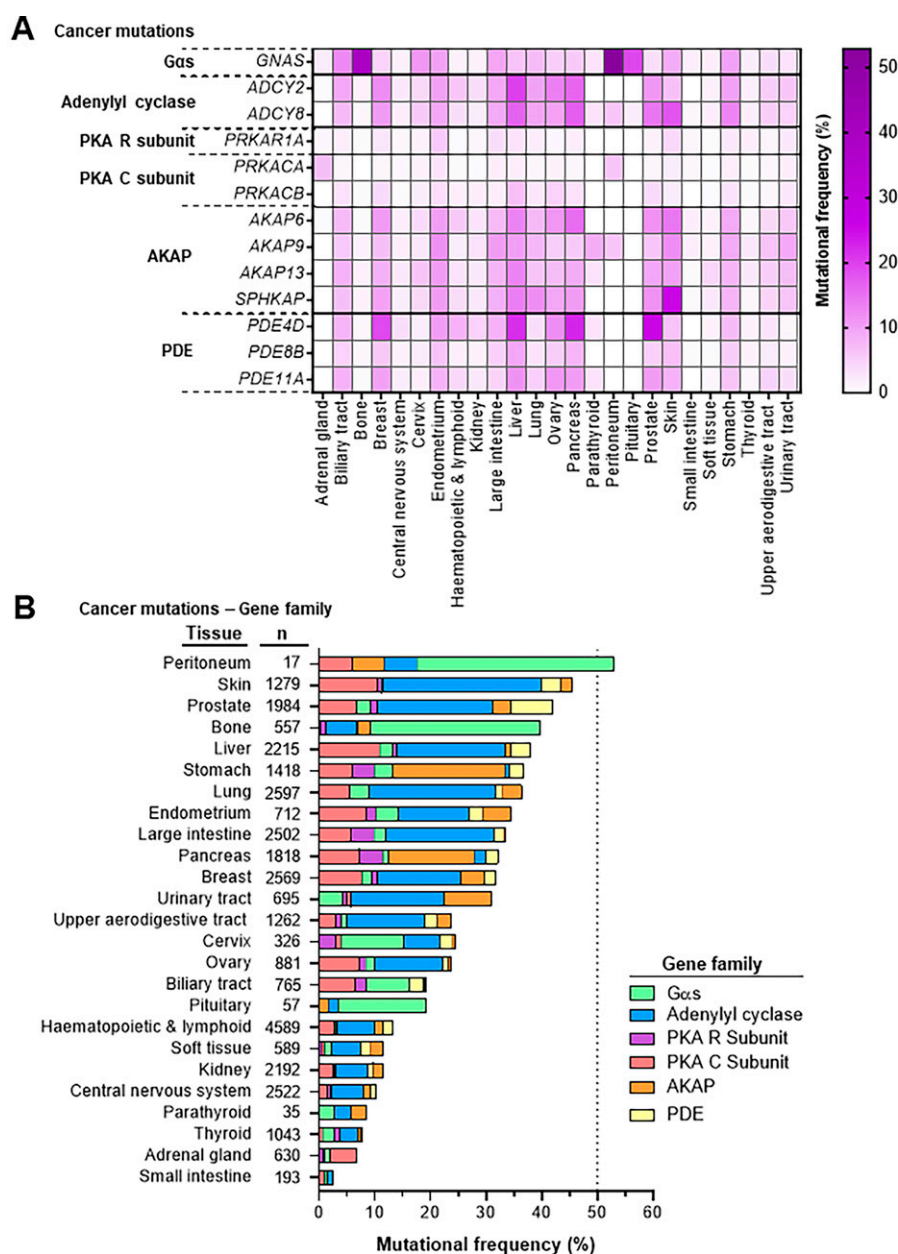 A Cancer mutations
Gαs
GNAS
Adenylyl cyclase
ADCY2
ADCY8
PKA R subunit
PRKAR1A
PKA C subunit
PRKACA
PRKACB
AKAP
AKAP6
AKAP9
AKAP13
SPHKAP
PDE
PDE4D
PDE8B
PDE11A
Adrenal gland
Biliary tract
Bone
Breast
Central nervous system
Cervix
Endometrium
Haematopoietic & lymphoid
Kidney
Large intestine
Liver
Lung
Ovary
Pancreas
Parathyroid
Peritoneum
Pituitary
Prostate
Skin
Small intestine
Soft tissue
Stomach
Thyroid
Upper aerodigestive tract
Urinary tract
50
40
30
20
10
0
Mutational frequency (%)
B Cancer mutations – Gene family
Tissue n
Peritoneum 17
Skin 1279
Prostate 1984
Bone 557
Liver 2215
Stomach 1418
Lung 2597
Endometrium 712
Large intestine 2502
Pancreas 1818
Breast 2569
Urinary tract 695
Upper aerodigestive tract 1262
Cervix 326
Ovary 881
Biliary tract 765
Pituitary 57
Haematopoietic & lymphoid 4589
Soft tissue 589
Kidney 2192
Central nervous system 2522
Parathyroid 35
Thyroid 1043
Adrenal gland 630
Small intestine 193
0 10 20 30 40 50 60
Mutational frequency (%)
Gene family
Gαs
Adenylyl cyclase
PKA R Subunit
PKA C Subunit
AKAP
PDE